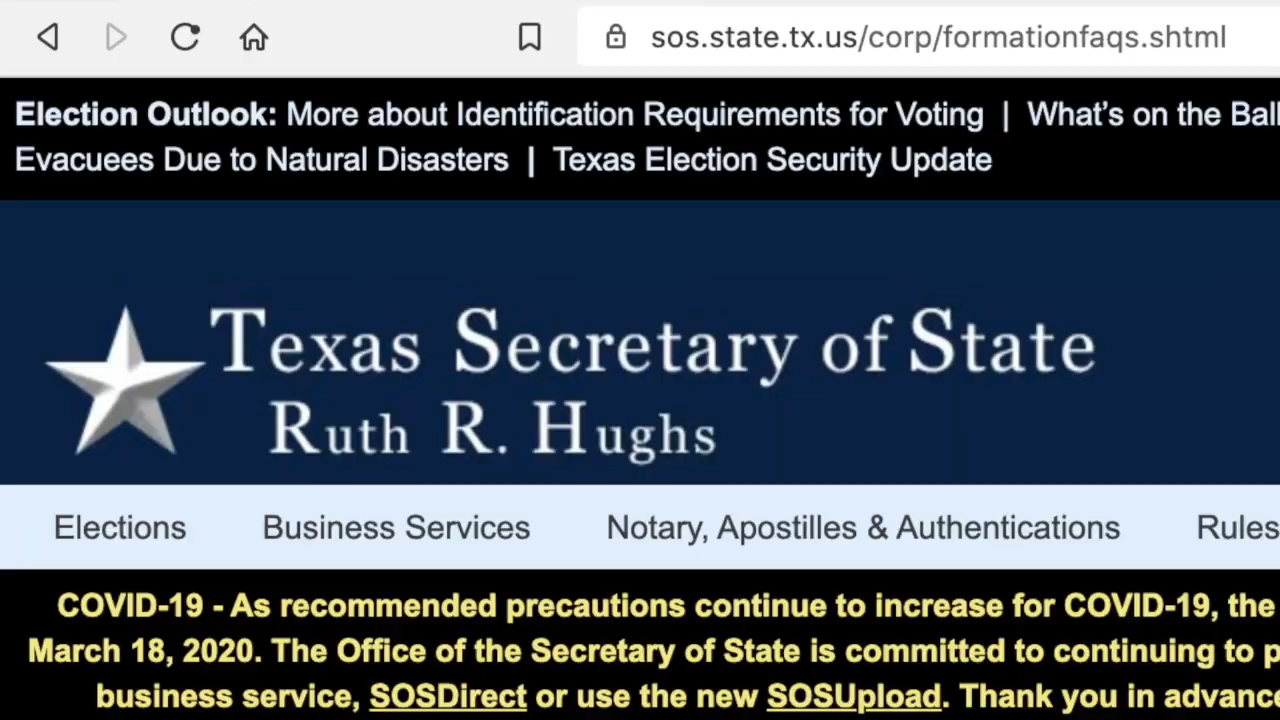 sos.state.tx.us/corp/formationfaqs.shtml
Election Outlook: More about Identification Requirements for Voting | What's on the Bal
Evacuees Due to Natural Disasters | Texas Election Security Update
Texas Secretary of State
Ruth R. Hughs
Elections Business Services Notary, Apostilles & Authentications Rules
COVID-19 - As recommended precautions continue to increase for COVID-19, the
March 18, 2020. The Office of the Secretary of State is committed to continuing to p
business service, SOSDirect or use the new SOSUpload. Thank you in advanc